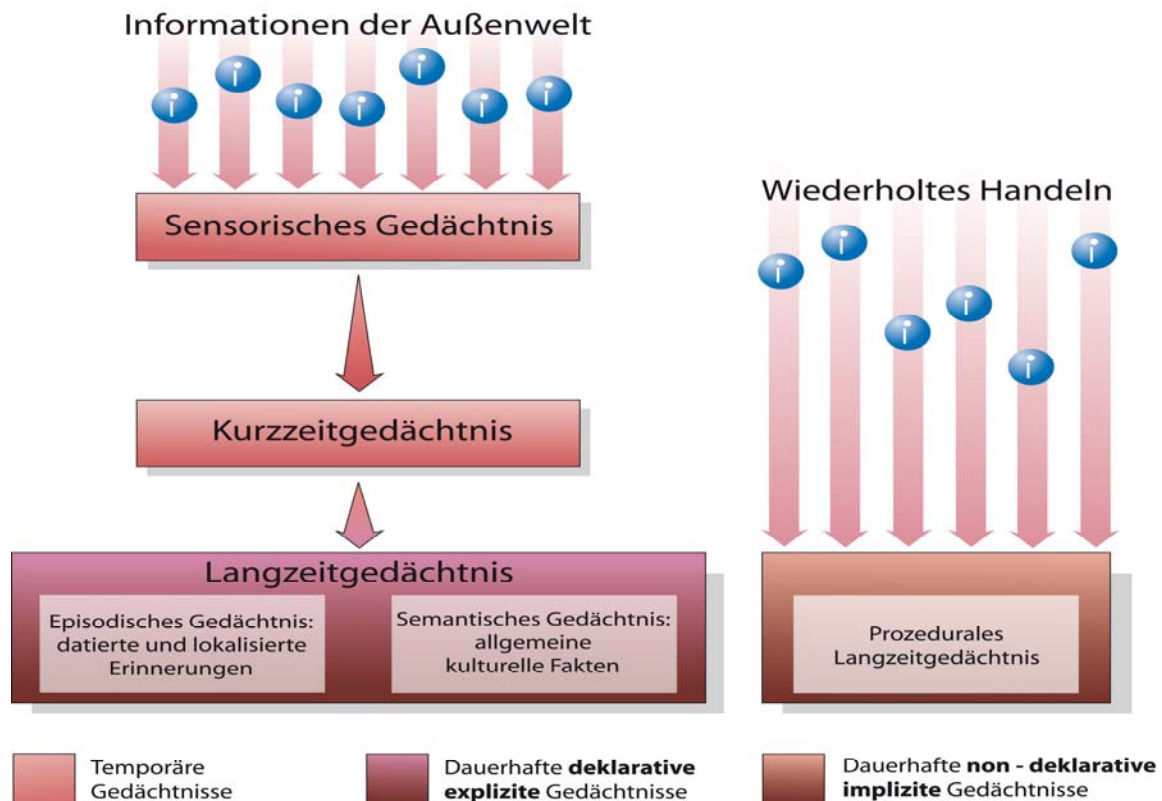 Informationen der Außenwelt
i i i i i i i
Sensorisches Gedächtnis
Kurzzeitgedächtnis
Langzeitgedächtnis
Episodisches Gedächtnis:
datierte und lokalisierte
Erinnerungen
Semantisches Gedächtnis:
allgemeine
kulturelle Fakten
Wiederholtes Handeln
i i i i i i
Prozedurales
Langzeitgedächtnis
Temporäre
Gedächtnisse
Dauerhafte deklarative
explizite Gedächtnisse
Dauerhafte non - deklarative
implizite Gedächtnisse